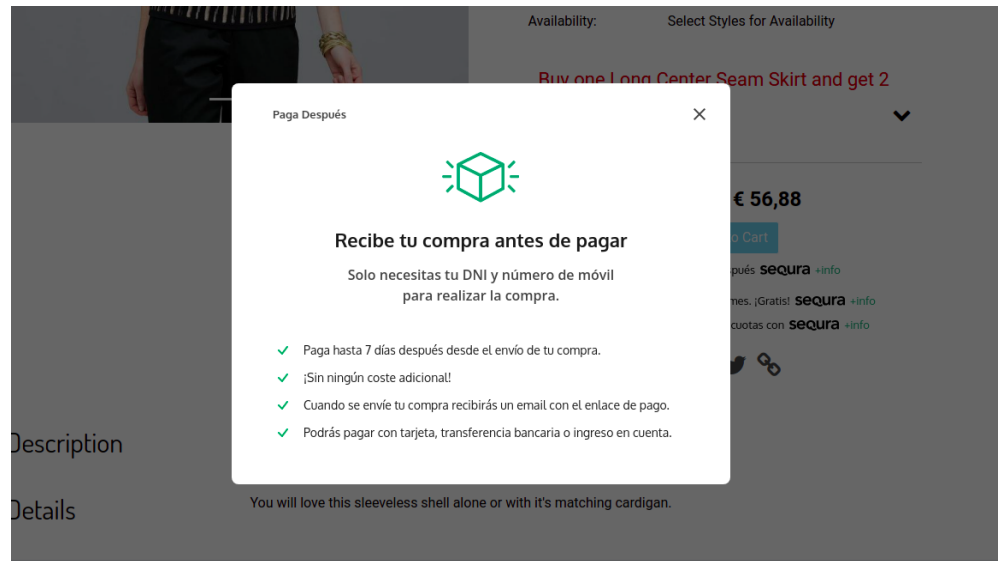 Availability: Select Styles for Availability
Buy one Long Center Seam Skirt and get 2
Paga Después
Recibe tu compra antes de pagar
€ 56,88
Solo necesitas tu DNI y número de móvil
para realizar la compra.
Cart
seQura +info
¡Gratis! seQura +info
cuotas con seQura +info
Paga hasta 7 días después desde el envío de tu compra.
¡Sin ningún coste adicional!
Cuando se envíe tu compra recibirás un email con el enlace de pago.
Podrás pagar con tarjeta, transferencia bancaria o ingreso en cuenta.
Description
Details
You will love this sleeveless shell alone or with it's matching cardigan.